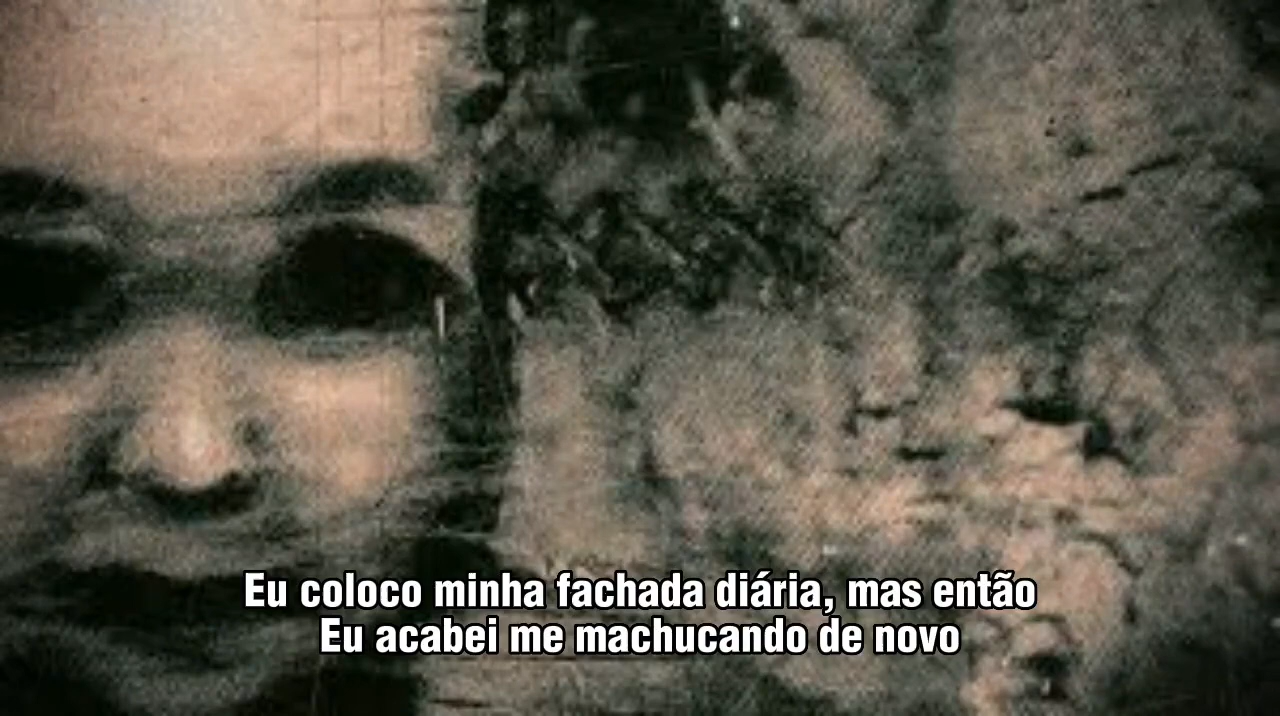 Eu coloco minha fachada diária, mas então
Eu acabei me machucando de novo